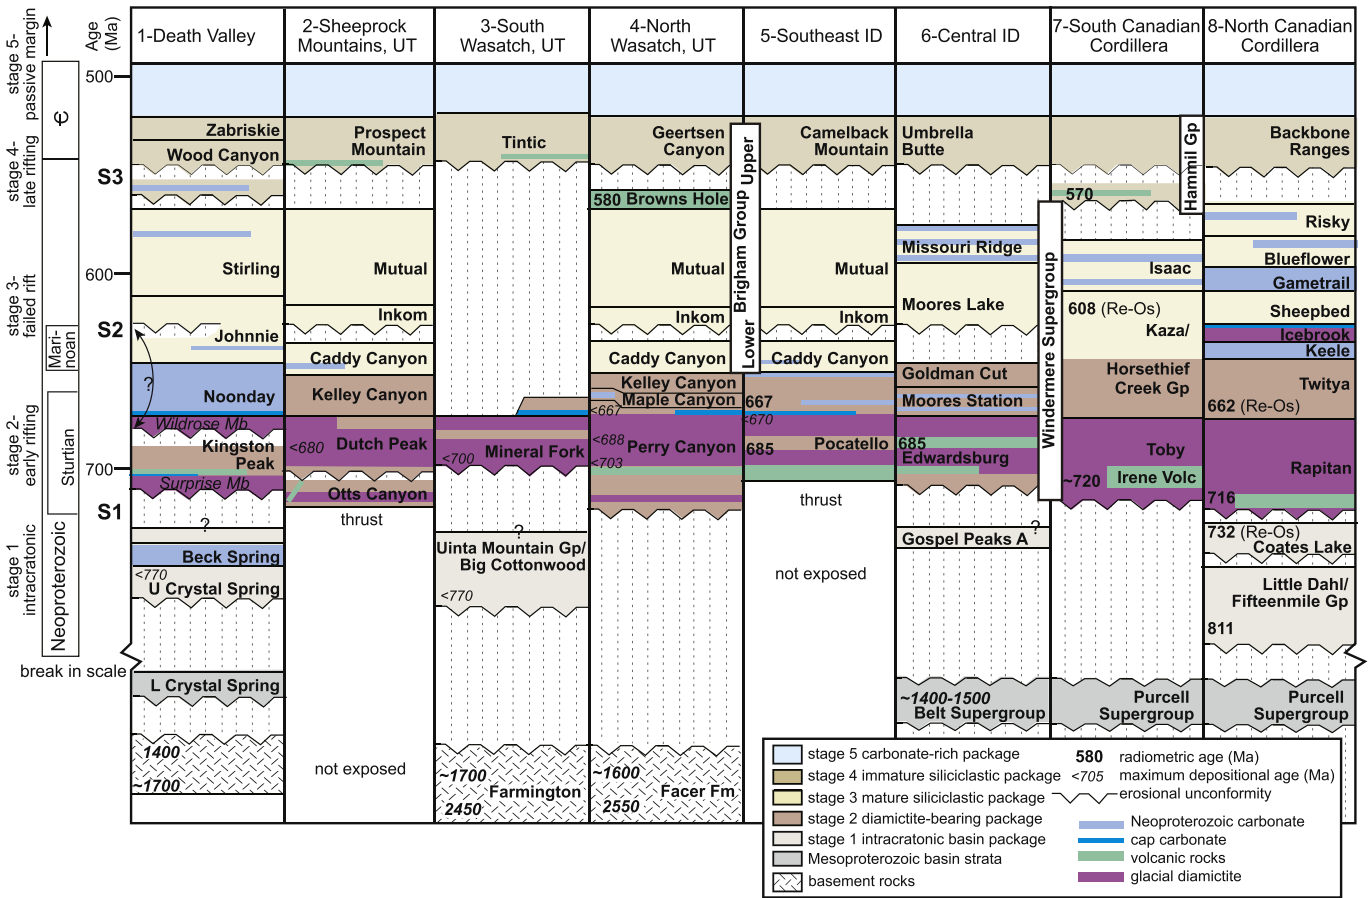 stage 5-
passive margin
stage 4-
late rifting
stage 3-
failed rift
stage 2-
early rifting
stage 1
intracratonic
Є
Mari-
noan
Sturtian
Neoproterozoic
break in scale
Age
(Ma)
500
S3
600
S2
700
S1
1-Death Valley
Zabriskie
Wood Canyon
Stirling
Johnnie
?
Noonday
Wildrose Mb
Kingston
Peak
Surprise Mb
?
Beck Spring
<770
U Crystal Spring
L Crystal Spring
1400
~1700
2-Sheeprock
Mountains, UT
Prospect
Mountain
Mutual
Inkom
Caddy Canyon
Kelley Canyon
Dutch Peak
<680
Otts Canyon
thrust
not exposed
3-South
Wasatch, UT
Tintic
Mineral Fork
<700
?
Uinta Mountain Gp/
Big Cottonwood
<770
~1700
Farmington
2450
4-North
Wasatch, UT
Geertsen
Canyon
580 Browns Hole
Mutual
Inkom
Caddy Canyon
Kelley Canyon
Maple Canyon
<667
<688
Perry Canyon
<703
~1600
Facer Fm
2550
Lower Brigham Group Upper
5-Southeast ID
Camelback
Mountain
Mutual
Inkom
Caddy Canyon
667
<670
Pocatello
685
thrust
not exposed
6-Central ID
Umbrella
Butte
Missouri Ridge
Moores Lake
Goldman Cut
Moores Station
685
Edwardsburg
?
Gospel Peaks A
~1400-1500
Belt Supergroup
Windermere Supergroup
7-South Canadian
Cordillera
Hammil Gp
570
Isaac
608 (Re-Os)
Kaza/
Horsethief
Creek Gp
Toby
~720
Irene Volc
Purcell
Supergroup
8-North Canadian
Cordillera
Backbone
Ranges
Risky
Blueflower
Gametrail
Sheepbed
Icebrook
Keele
Twitya
662 (Re-Os)
Rapitan
716
732 (Re-Os)
Coates Lake
Little Dahl/
Fifteenmile Gp
811
Purcell
Supergroup
stage 5 carbonate-rich package
stage 4 immature siliciclastic package
stage 3 mature siliciclastic package
stage 2 diamictite-bearing package
stage 1 intracratonic basin package
Mesoproterozoic basin strata
basement rocks
580 radiometric age (Ma)
<705 maximum depositional age (Ma)
erosional unconformity
Neoproterozoic carbonate
cap carbonate
volcanic rocks
glacial diamictite